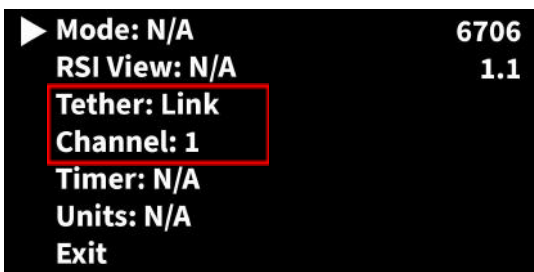 Mode: N/A 6706
RSI View: N/A 1.1
Tether: Link
Channel: 1
Timer: N/A
Units: N/A
Exit